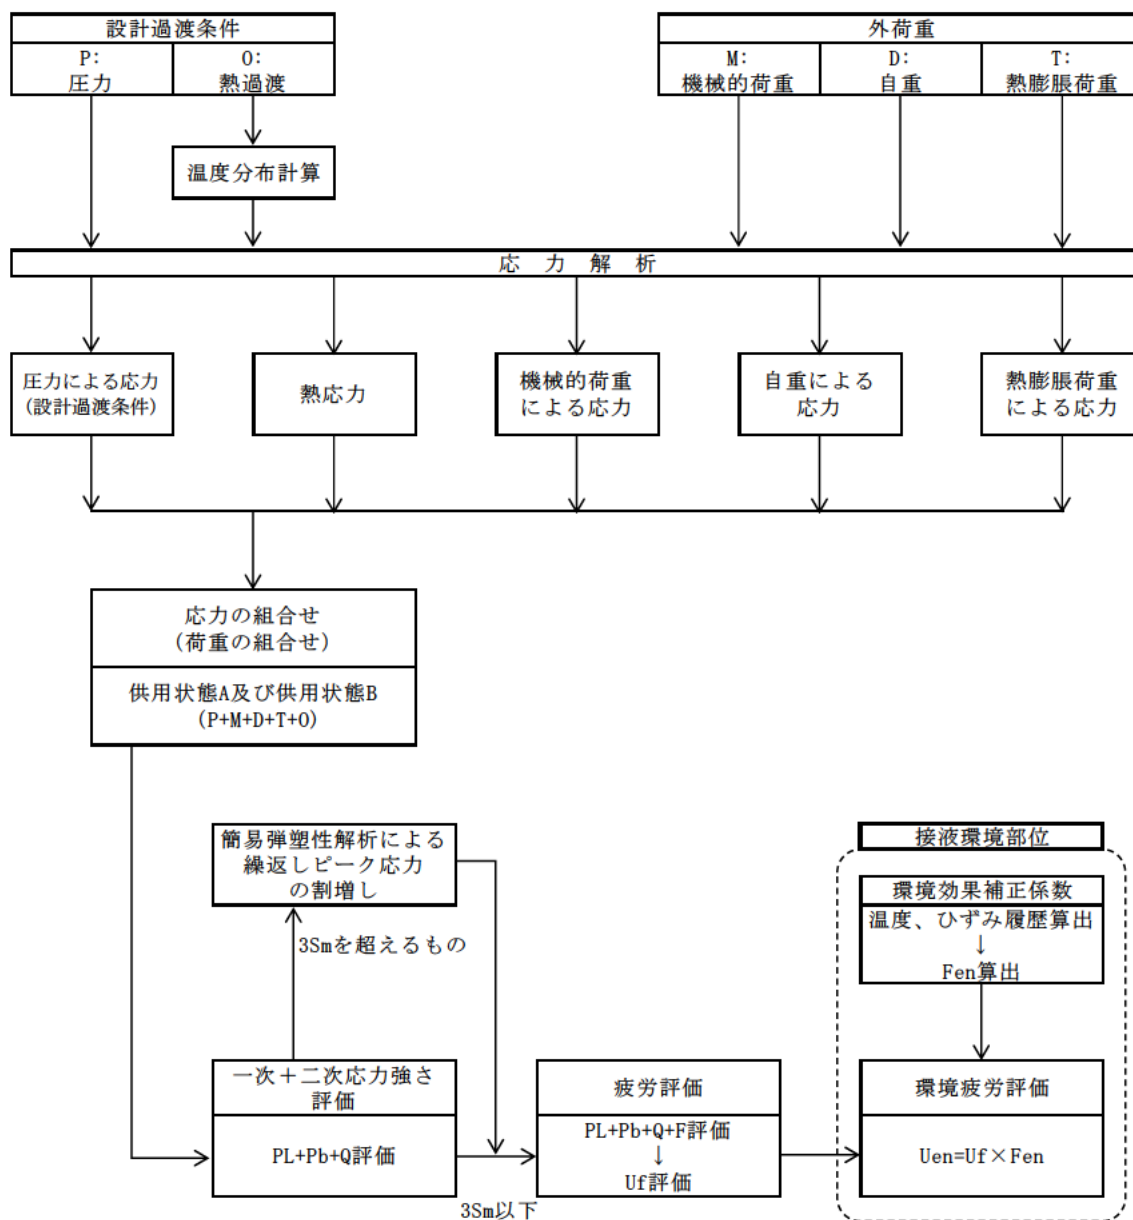 設計過渡条件
P:
圧力
O:
熱過渡
外荷重
M:
機械的荷重
D:
自重
T:
熱膨脹荷重
温度分布計算
応 力 解 析
圧力による応力
(設計過渡条件)
熱応力
機械的荷重
による応力
自重による
応力
熱膨脹荷重
による応力
応力の組合せ
(荷重の組合せ)
供用状態A及び供用状態B
(P+M+D+T+O)
簡易弾塑性解析による
繰返しピーク応力
の割増し
3Smを超えるもの
接液環境部位
環境効果補正係数
温度、ひずみ履歴算出
↓
Fen算出
一次＋二次応力強さ
評価
PL+Pb+Q評価
3Sm以下
疲労評価
PL+Pb+Q+F評価
↓
Uf評価
環境疲労評価
Uen=Uf×Fen